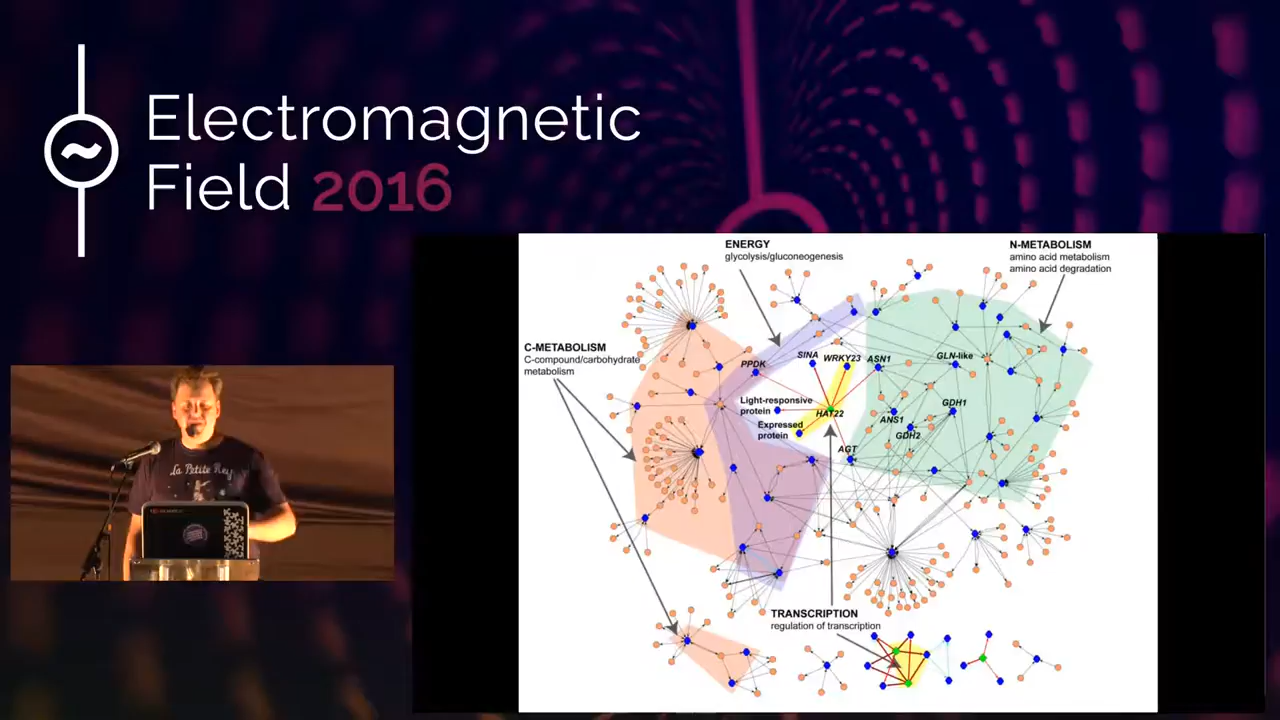 Electromagnetic
Field 2016
ENERGY
glycolysis/gluconeogenesis
N-METABOLISM
amino acid metabolism
amino acid degradation
C-METABOLISM
C-compound/carbohydrate
metabolism
PPDK
SINA
WRKY23
ASN1
GLN-like
Light-responsive
protein
HAT22
Expressed
protein
ANS1
GDH1
GDH2
AGT
TRANSCRIPTION
regulation of transcription
La Petite